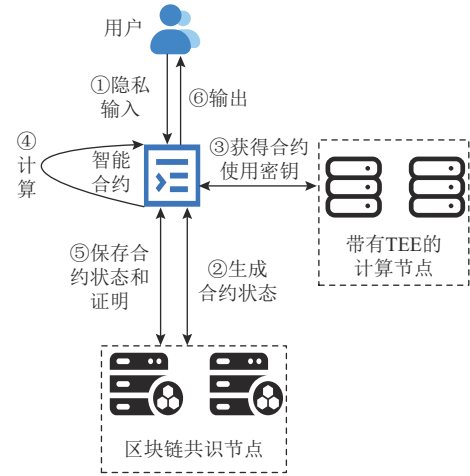 用户
①隐私
输入
⑥输出
④
计
算
智能
合约
③获得合约
使用密钥
带有TEE的
计算节点
⑤保存合
约状态和
证明
②生成
合约状态
区块链共识节点